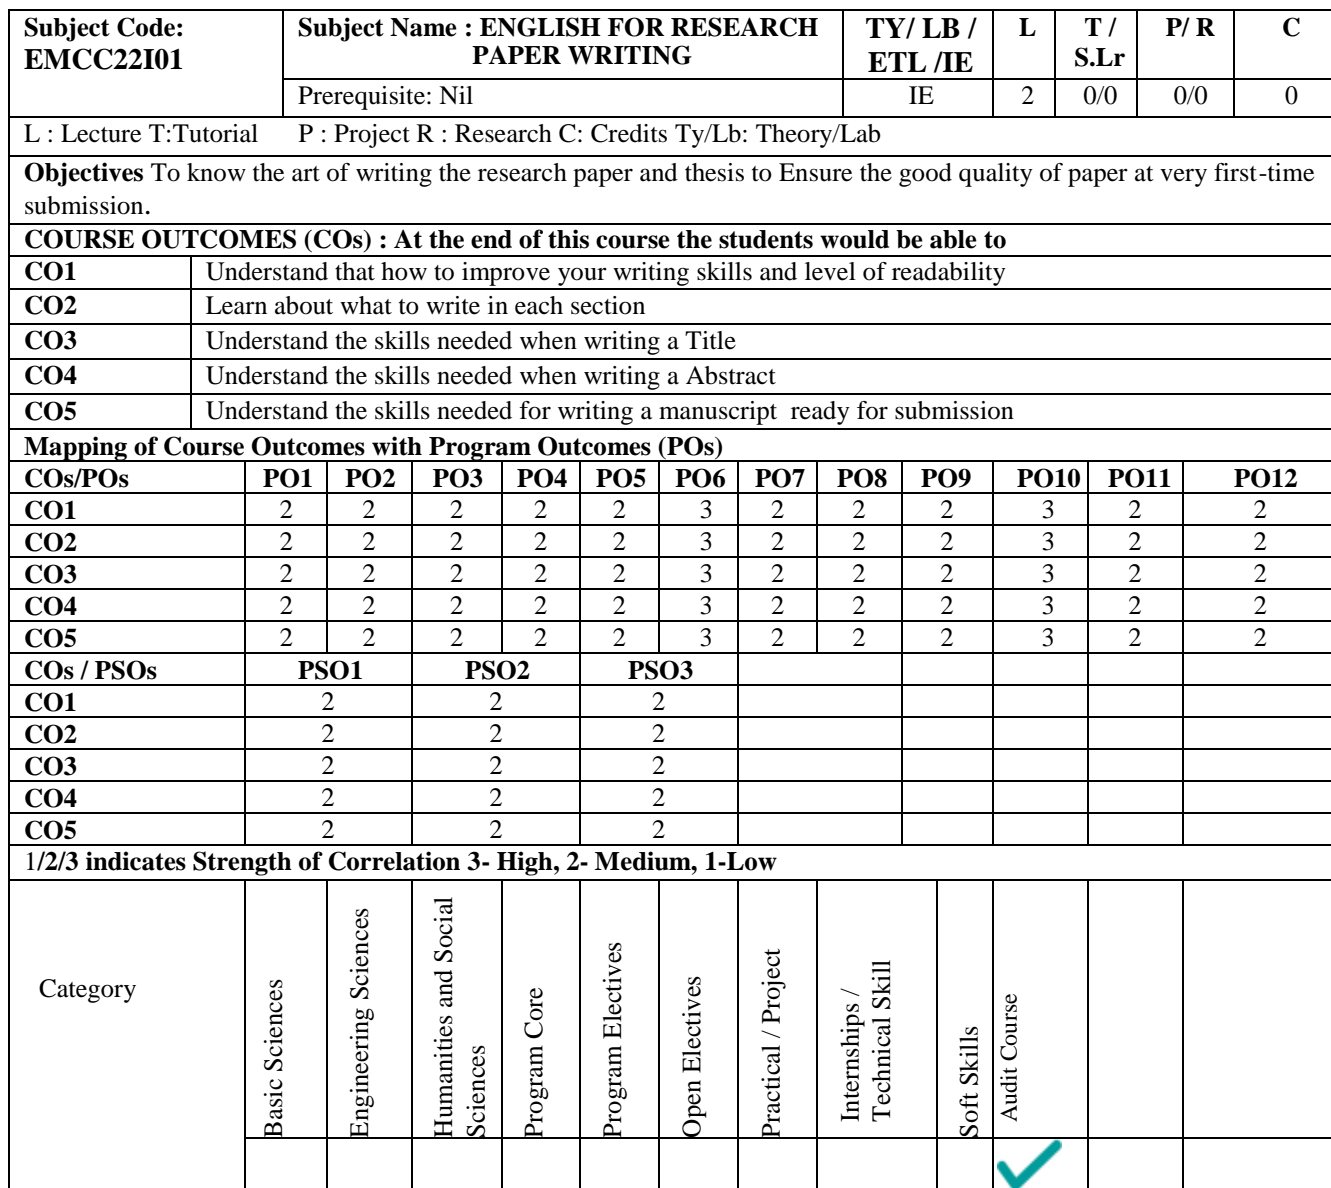 Subject Code: Subject Name : ENGLISH FOR RESEARCH TY/ LB / L T / P/ R C
EMCC22I01 PAPER WRITING ETL /IE S.Lr
Prerequisite: Nil IE 2 0/0 0/0 0
L : Lecture T:Tutorial P : Project R : Research C: Credits Ty/Lb: Theory/Lab
Objectives To know the art of writing the research paper and thesis to Ensure the good quality of paper at very first-time
submission.
COURSE OUTCOMES (COs) : At the end of this course the students would be able to
CO1 Understand that how to improve your writing skills and level of readability
CO2 Learn about what to write in each section
CO3 Understand the skills needed when writing a Title
CO4 Understand the skills needed when writing a Abstract
CO5 Understand the skills needed for writing a manuscript ready for submission
Mapping of Course Outcomes with Program Outcomes (POs)
COs/POs PO1 PO2 PO3 PO4 PO5 PO6 PO7 PO8 PO9 PO10 PO11 PO12
CO1 2 2 2 2 2 3 2 2 2 3 2 2
CO2 2 2 2 2 2 3 2 2 2 3 2 2
CO3 2 2 2 2 2 3 2 2 2 3 2 2
CO4 2 2 2 2 2 3 2 2 2 3 2 2
CO5 2 2 2 2 2 3 2 2 2 3 2 2
COs / PSOs PSO1 PSO2 PSO3
CO1 2 2 2
CO2 2 2 2
CO3 2 2 2
CO4 2 2 2
CO5 2 2 2
1/2/3 indicates Strength of Correlation 3- High, 2- Medium, 1-Low
Category
Basic Sciences
Engineering Sciences
Humanities and Social
Sciences
Program Core
Program Electives
Open Electives
Practical / Project
Internships /
Technical Skill
Soft Skills
Audit Course